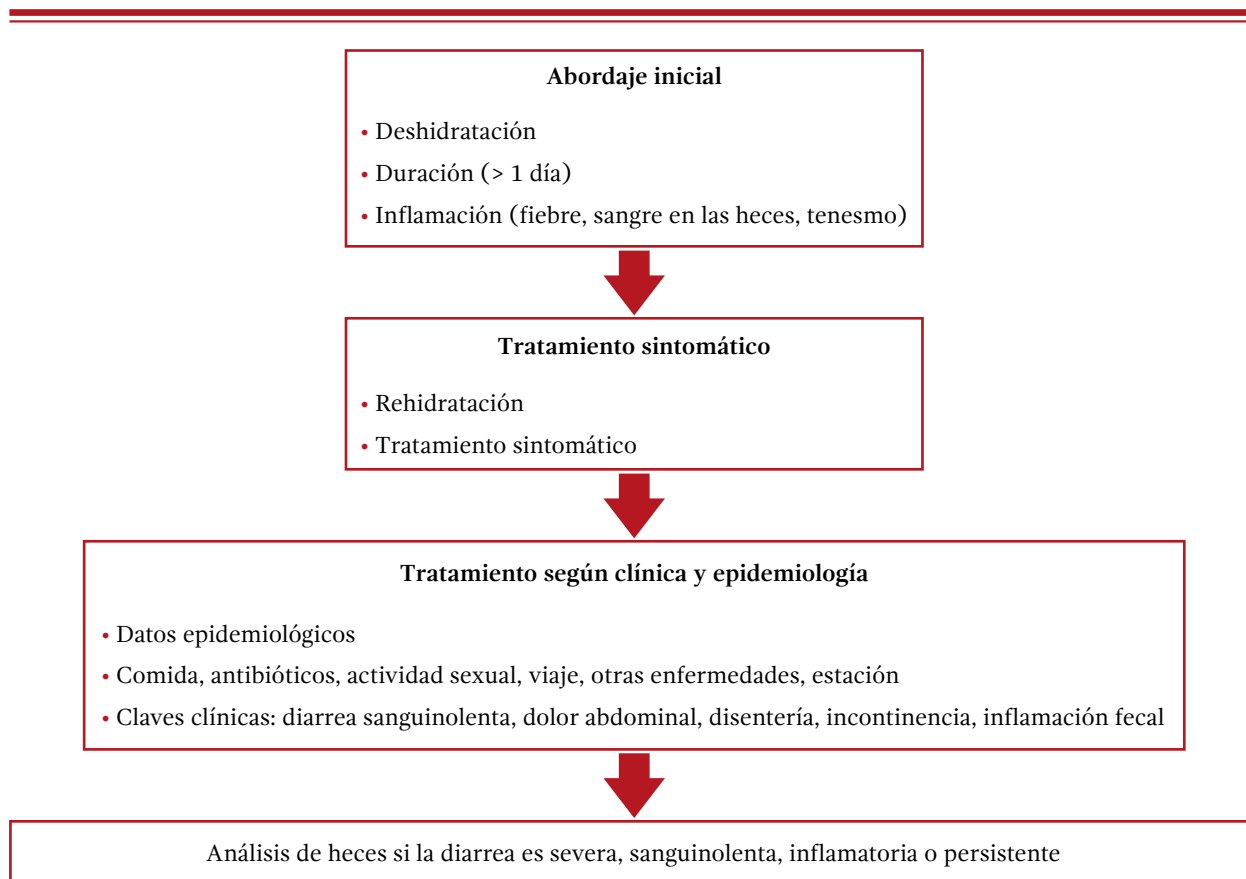 Abordaje inicial
• Deshidratación
• Duración (> 1 día)
• Inflamación (fiebre, sangre en las heces, tenesmo)
Tratamiento sintomático
• Rehidratación
• Tratamiento sintomático
Tratamiento según clínica y epidemiología
• Datos epidemiológicos
• Comida, antibióticos, actividad sexual, viaje, otras enfermedades, estación
• Claves clínicas: diarrea sanguinolenta, dolor abdominal, disentería, incontinencia, inflamación fecal
Análisis de heces si la diarrea es severa, sanguinolenta, inflamatoria o persistente